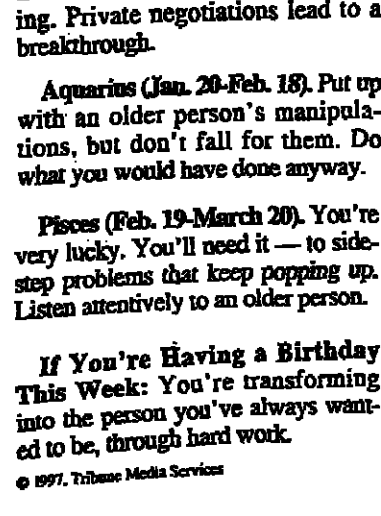 ing. Private negotiations lead to a
breakthrough.
Aquarius (Jan. 20-Feb. 18). Put up
with an older person's manipula-
tions, but don't fall for them. Do
what you would have done anyway.
Pisces (Feb. 19-March 20). You're
very lucky. You'll need it — to side-
step problems that keep popping up.
Listen attentively to an older person.
If You're Having a Birthday
This Week: You're transforming
into the person you've always want-
ed to be, through hard work.
© 1997, Tribune Media Services